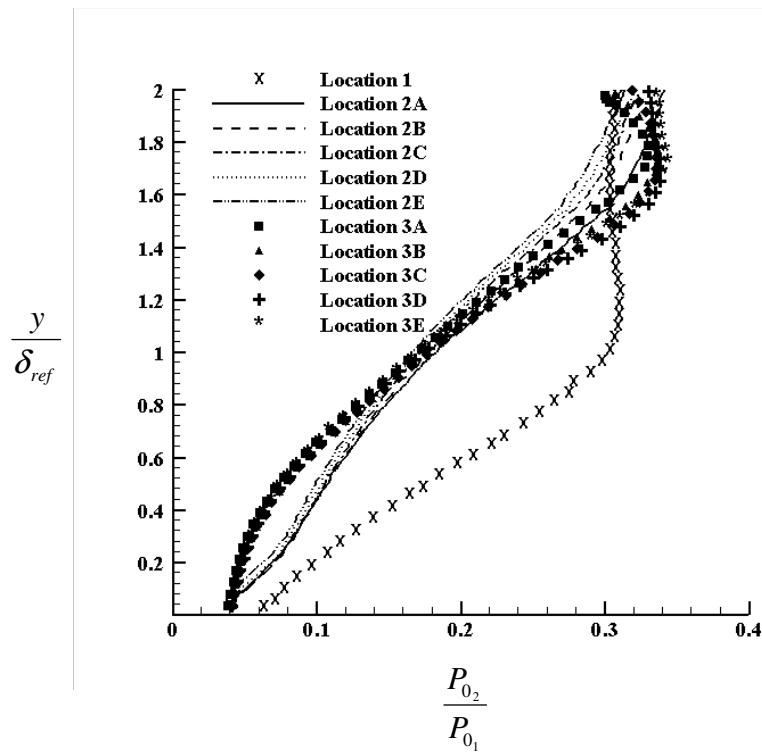 2
1.8
1.6
1.4
1.2
1
0.8
0.6
0.4
0.2
0
0.1
0.2
0.3
0.4
Location 1
Location 2A
Location 2B
Location 2C
Location 2D
Location 2E
Location 3A
Location 3B
Location 3C
Location 3D
Location 3E
y
δref
P02
P01